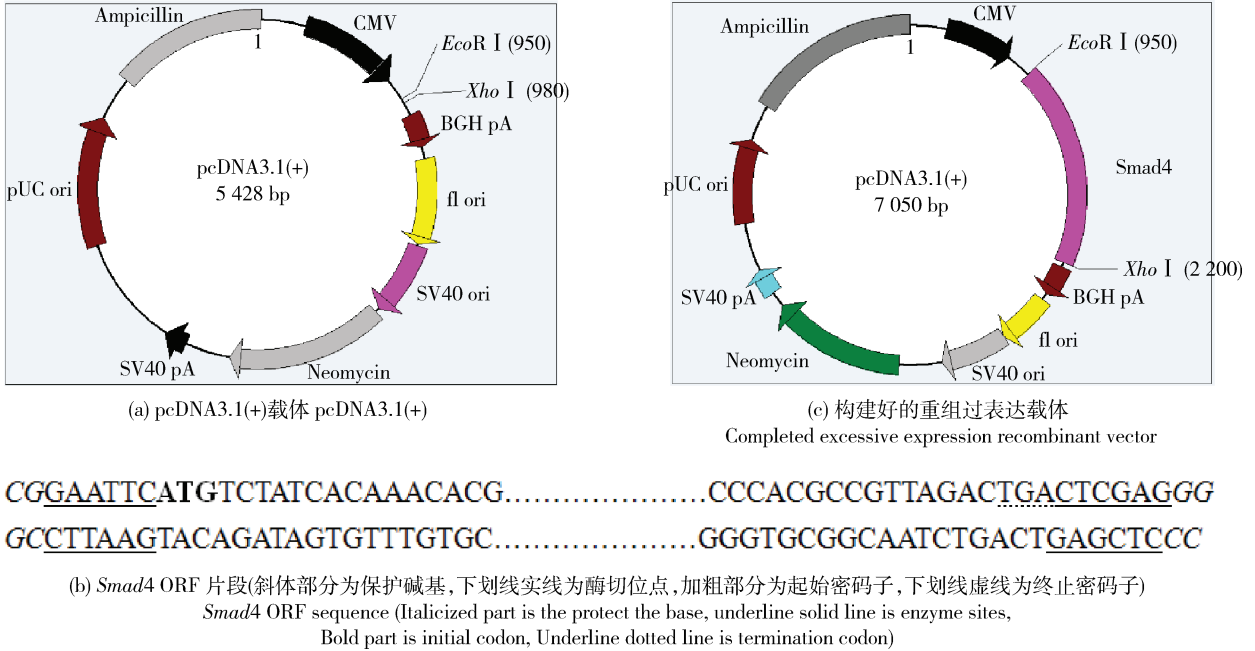 Ampicillin
1
CMV
EcoR Ⅰ (950)
Xho Ⅰ (980)
BGH pA
pcDNA3.1(+)
5 428 bp
pUC ori
fl ori
SV40 ori
SV40 pA
Neomycin
(a) pcDNA3.1(+)载体 pcDNA3.1(+)
Ampicillin
1
CMV
EcoR Ⅰ (950)
pcDNA3.1(+)
7 050 bp
Smad4
pUC ori
Xho Ⅰ (2 200)
SV40 pA
BGH pA
fl ori
Neomycin
SV40 ori
(c) 构建好的重组过表达载体
Completed excessive expression recombinant vector
CGGAATTCATGTCTATCACAAACACG......................CCCACGCCGTTAGACTGACTCGAGGG
GCCTTAAGTACAGATAGTGTTTGTGC......................GGGTGCGGCAATCTGACTGAGCTCCC
(b) Smad4 ORF 片段(斜体部分为保护碱基,下划线实线为酶切位点,加粗部分为起始密码子,下划线虚线为终止密码子)
Smad4 ORF sequence (Italicized part is the protect the base, underline solid line is enzyme sites,
Bold part is initial codon, Underline dotted line is termination codon)